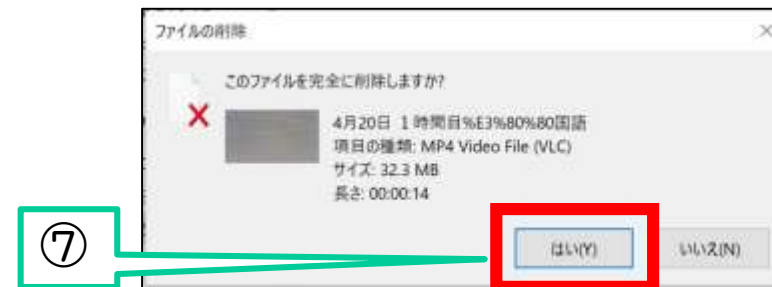 ファイルの削除
このファイルを完全に削除しますか?
4月20日 1時間目%E3%80%80国語
項目の種類: MP4 Video File (VLC)
サイズ: 32.3 MB
長さ: 00:00:14
⑦
はい(Y)
いいえ(N)